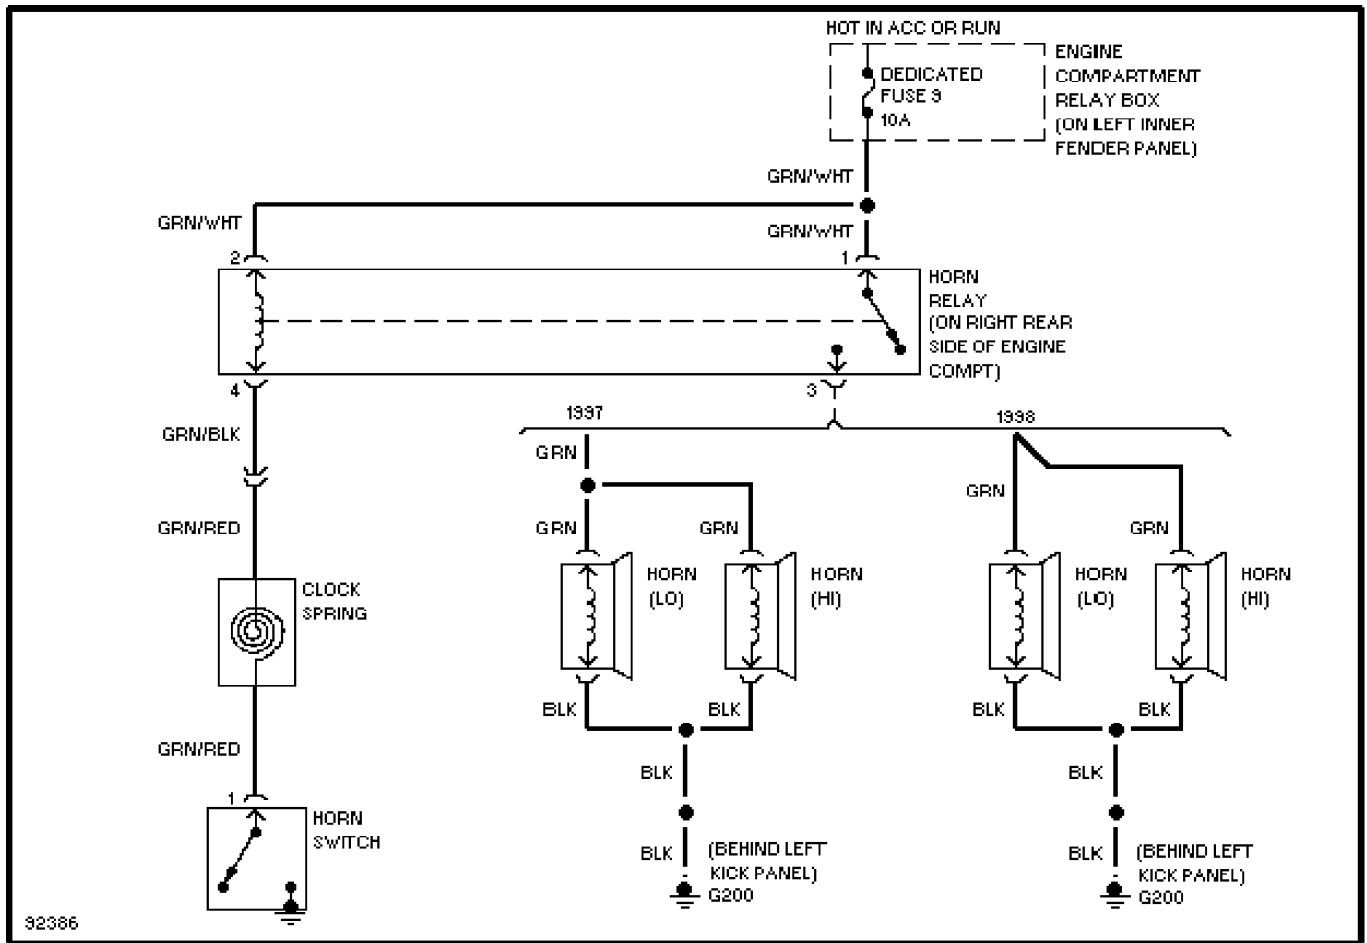 HOT IN ACC OR RUN
DEDICATED
FUSE 9
10A
ENGINE
COMPARTMENT
RELAY BOX
(ON LEFT INNER
FENDER PANEL)
GRN/WHT
GRN/WHT
GRN/WHT
2
1
HORN
RELAY
(ON RIGHT REAR
SIDE OF ENGINE
COMPT)
4
3
1997
1998
GRN/BLK
GRN
GRN
GRN/RED
GRN
GRN
GRN
CLOCK
SPRING
HORN
(LO)
HORN
(HI)
HORN
(LO)
HORN
(HI)
BLK
BLK
BLK
BLK
GRN/RED
BLK
BLK
1
HORN
SWITCH
BLK
(BEHIND LEFT
KICK PANEL)
G200
BLK
(BEHIND LEFT
KICK PANEL)
G200
92386